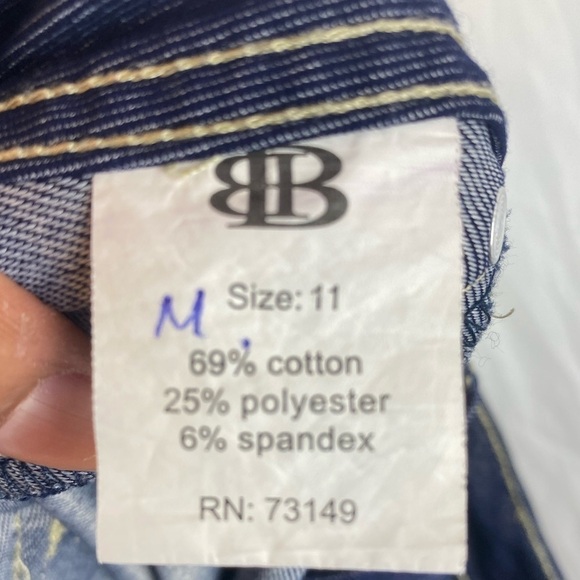 BB
M. Size: 11
69% cotton
25% polyester
6% spandex
RN: 73149